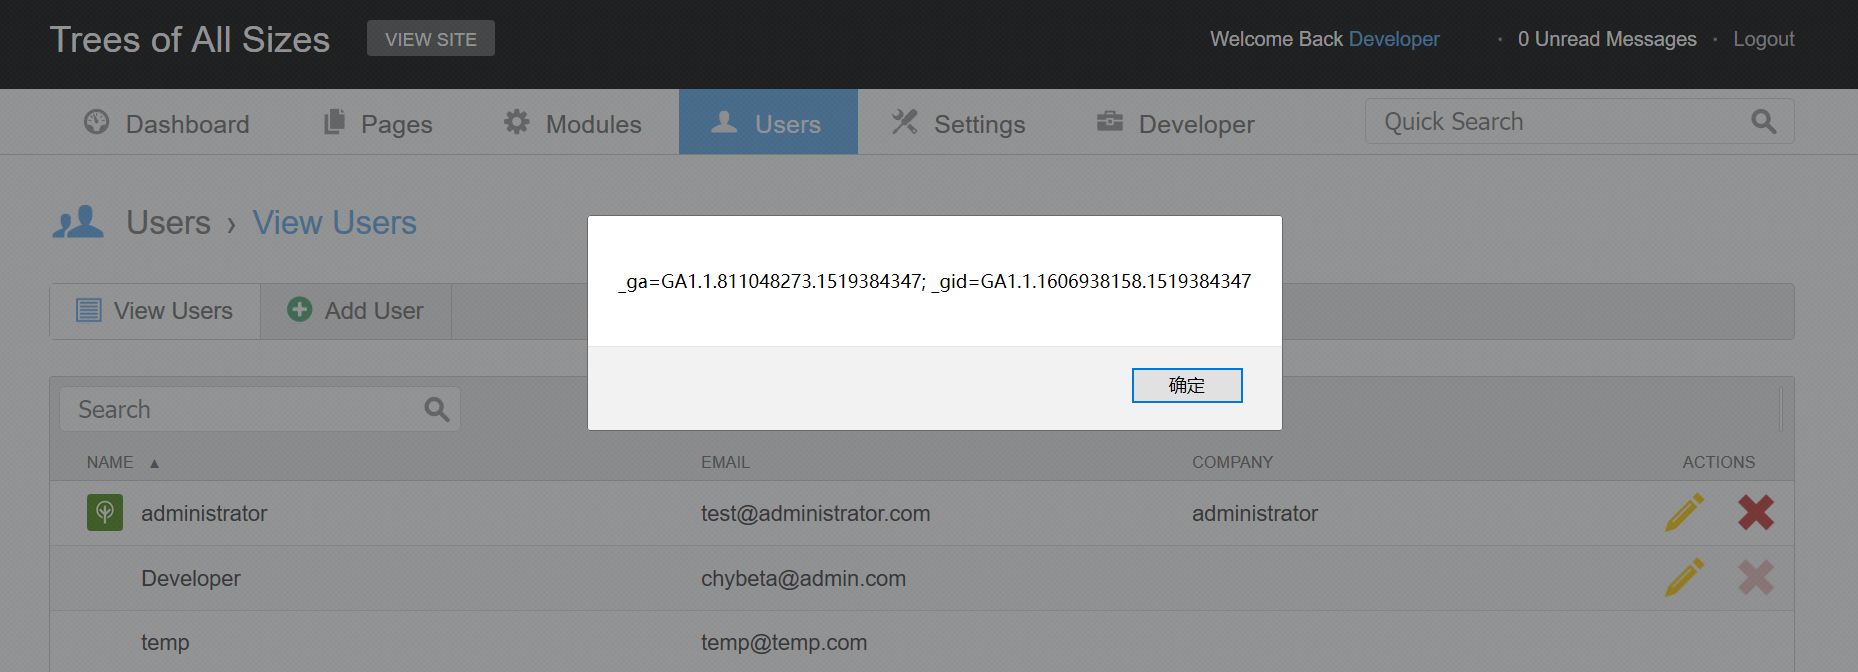 Trees of All Sizes VIEW SITE Welcome Back Developer · 0 Unread Messages · Logout
Dashboard Pages Modules Users Settings Developer Quick Search
Users › View Users
_ga=GA1.1.811048273.1519384347; _gid=GA1.1.1606938158.1519384347
确定
View Users Add User
Search
NAME ▲ EMAIL COMPANY ACTIONS
administrator test@administrator.com administrator
Developer chybeta@admin.com
temp temp@temp.com